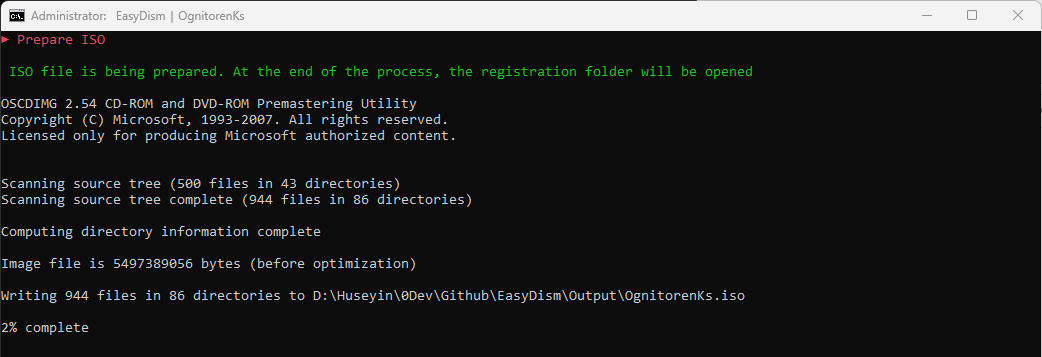 Administrator: EasyDism | OgnitorenKs
► Prepare ISO
ISO file is being prepared. At the end of the process, the registration folder will be opened
OSCDIMG 2.54 CD-ROM and DVD-ROM Premastering Utility
Copyright (C) Microsoft, 1993-2007. All rights reserved.
Licensed only for producing Microsoft authorized content.
Scanning source tree (500 files in 43 directories)
Scanning source tree complete (944 files in 86 directories)
Computing directory information complete
Image file is 5497389056 bytes (before optimization)
Writing 944 files in 86 directories to D:\Huseyin\0Dev\Github\EasyDism\Output\OgnitorenKs.iso
2% complete